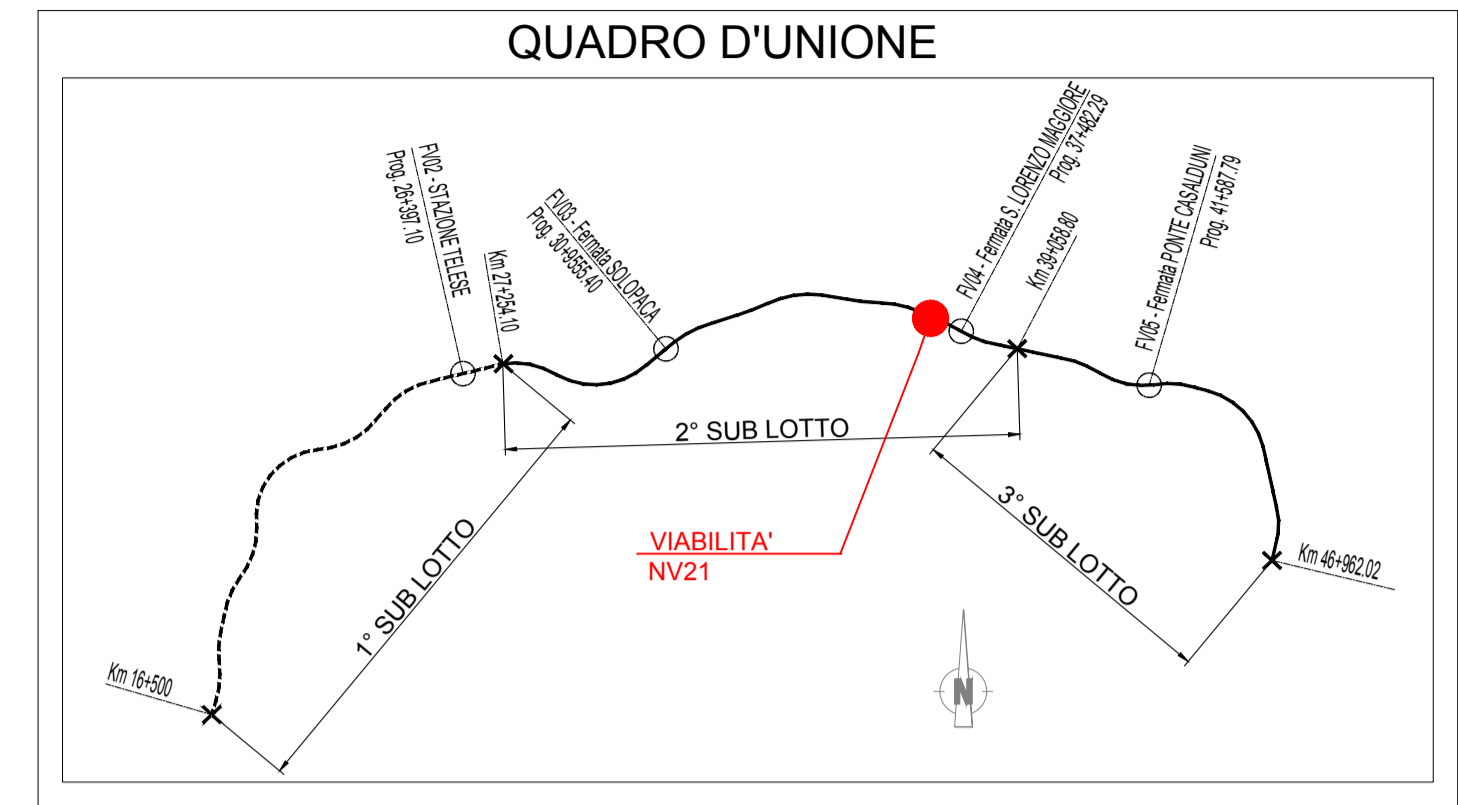 QUADRO D'UNIONE
FV02 - STAZIONE TELESE
Prog. 26+397.10
Km 27+254.10
FV03 - Fermata SOLOPACA
Prog. 30+9555.40
FV04 - Fermata S. LORENZO MAGGIORE
Prog. 37+482.29
Km 39+058.80
FV05 - Fermata PONTE CASALDUNI
Prog. 41+587.79
2° SUB LOTTO
1° SUB LOTTO
3° SUB LOTTO
VIABILITA'
NV21
Km 46+962.02
Km 16+500
N